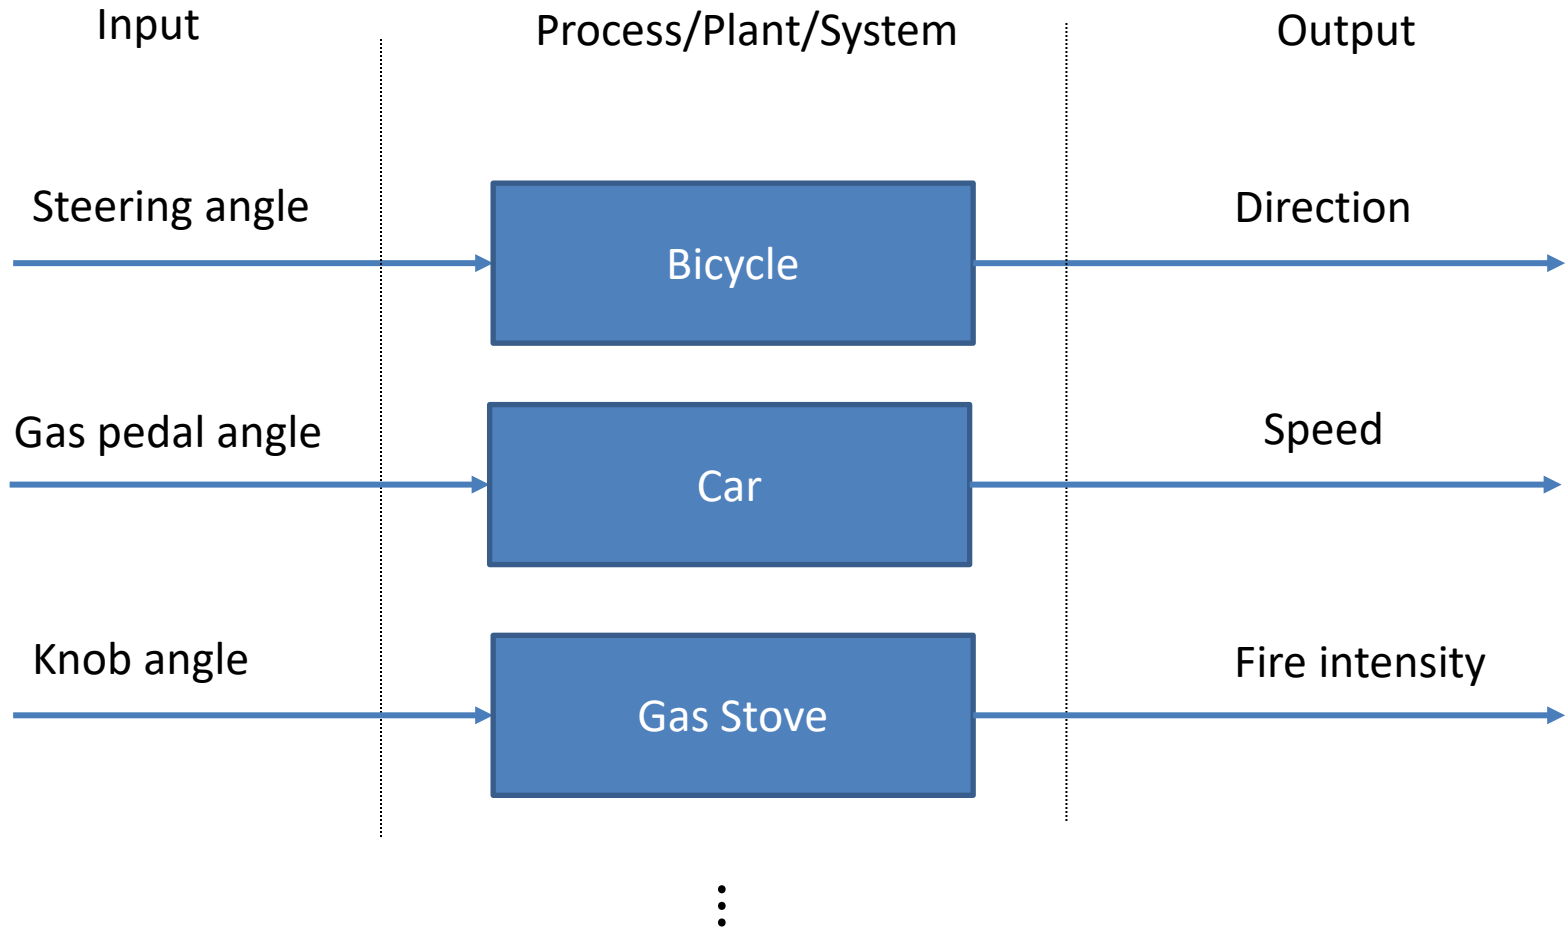 Input
Process/Plant/System
Output
Steering angle
Bicycle
Direction
Gas pedal angle
Car
Speed
Knob angle
Gas Stove
Fire intensity
⋮